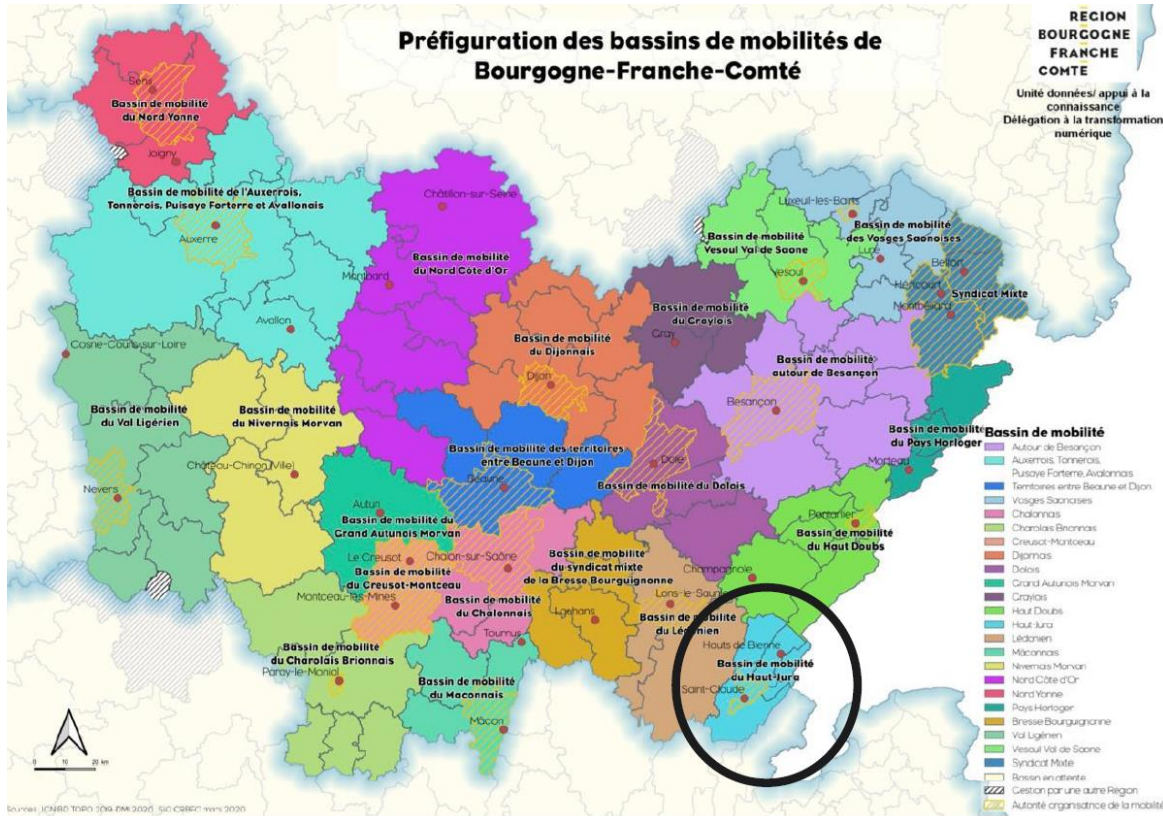 Préfiguration des bassins de mobilités de
Bourgogne-Franche-Comté
REGION
BOURGOGNE
FRANCHE
COMTE
Unité données/ appui à la
connaissance
Délégation à la transformation
numérique
Sens
Bassin de mobilité
du Nord Yonne
Joigny
Bassin de mobilité de l'Auxerrois,
Tonnerois, Puisaye Forterre et Avallonais
Auxerre
Avallon
Châtillon-sur-Seine
Bassin de mobilité
du Nord Côte d'Or
Montbard
Luxeuil-les-Bains
Bassin de mobilité
Vesoul Val de Saone
Vesoul
Bassin de mobilité
des Vosges Saonoises
Lure
Belfort
Héricourt
Syndicat Mixte
Montbéliard
Bassin de mobilité
du Graylois
Gray
Bassin de mobilité
du Dijonnais
Dijon
Bassin de mobilité
autour de Besançon
Besançon
Cosne-Cours-sur-Loire
Bassin de mobilité
du Val Ligérien
Nevers
Bassin de mobilité
du Nivernais Morvan
Château-Chinon (Ville)
Bassin de mobilité des territoires
entre Beaune et Dijon
Beaune
Dole
Bassin de mobilité du Dolois
Bassin de mobilité
du Pays Horloger
Morteau
Autun
Bassin de mobilité du
Grand Autunois Morvan
Le Creusot
Bassin de mobilité
du Creusot-Montceau
Montceau-les-Mines
Chalon-sur-Saône
Bassin de mobilité
du Chalonnais
Tournus
Bassin de mobilité
du syndicat mixte
de la Bresse Bourguignonne
Louhans
Champagnole
Pontarlier
Bassin de mobilité
du Haut Doubs
Lons-le-Saunier
Bassin de mobilité
du Lédonien
Hauts de Bienne
Bassin de mobilité
du Haut-Jura
Saint-Claude
Bassin de mobilité
du Charolais Brionnais
Paray-le-Monial
Bassin de mobilité
du Maconnais
Mâcon
Bassin de mobilité
Autour de Besançon
Auxerrois, Tonnerois,
Puisaye Forterre, Avallonnais
Territoires entre Beaune et Dijon
Vosges Saonoises
Chalonnais
Charolais Brionnais
Creusot-Montceau
Dijonnais
Dolois
Grand Autunois Morvan
Graylois
Haut Doubs
Haut-Jura
Lédonien
Mâconnais
Nivernais Morvan
Nord Côte d'Or
Nord Yonne
Pays Horloger
Bresse Bourguignonne
Val Ligérien
Vesoul Val de Saone
Syndicat Mixte
Bassin en attente
Gestion par une autre Région
Autorité organisatrice de la mobilité
0 10 20 km